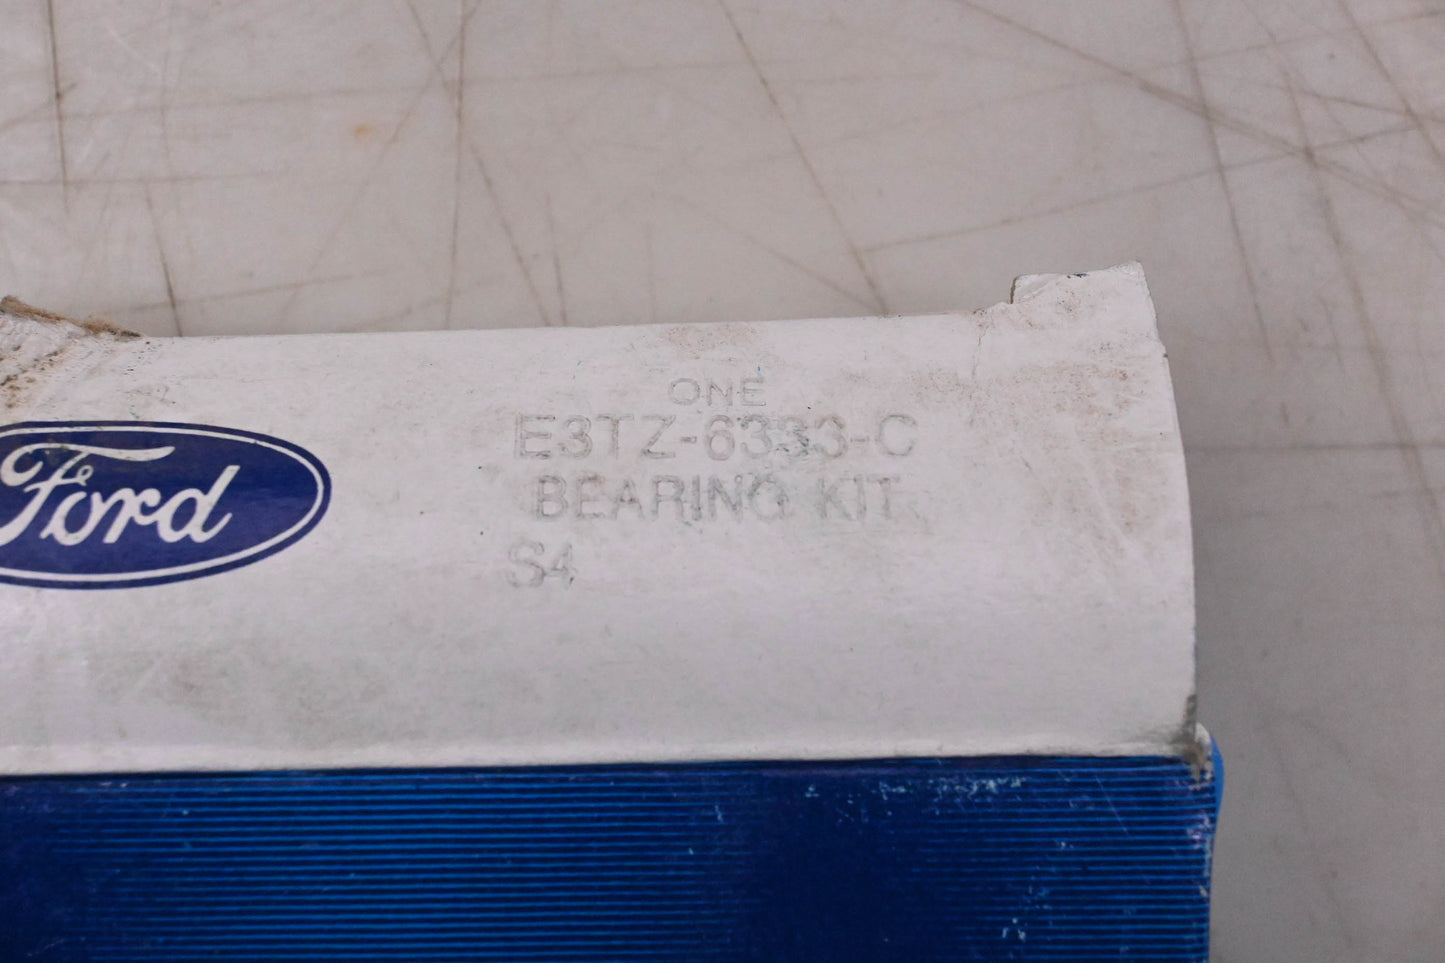 ONE
E3TZ-6333-C
Ford
BEARING KIT
S4